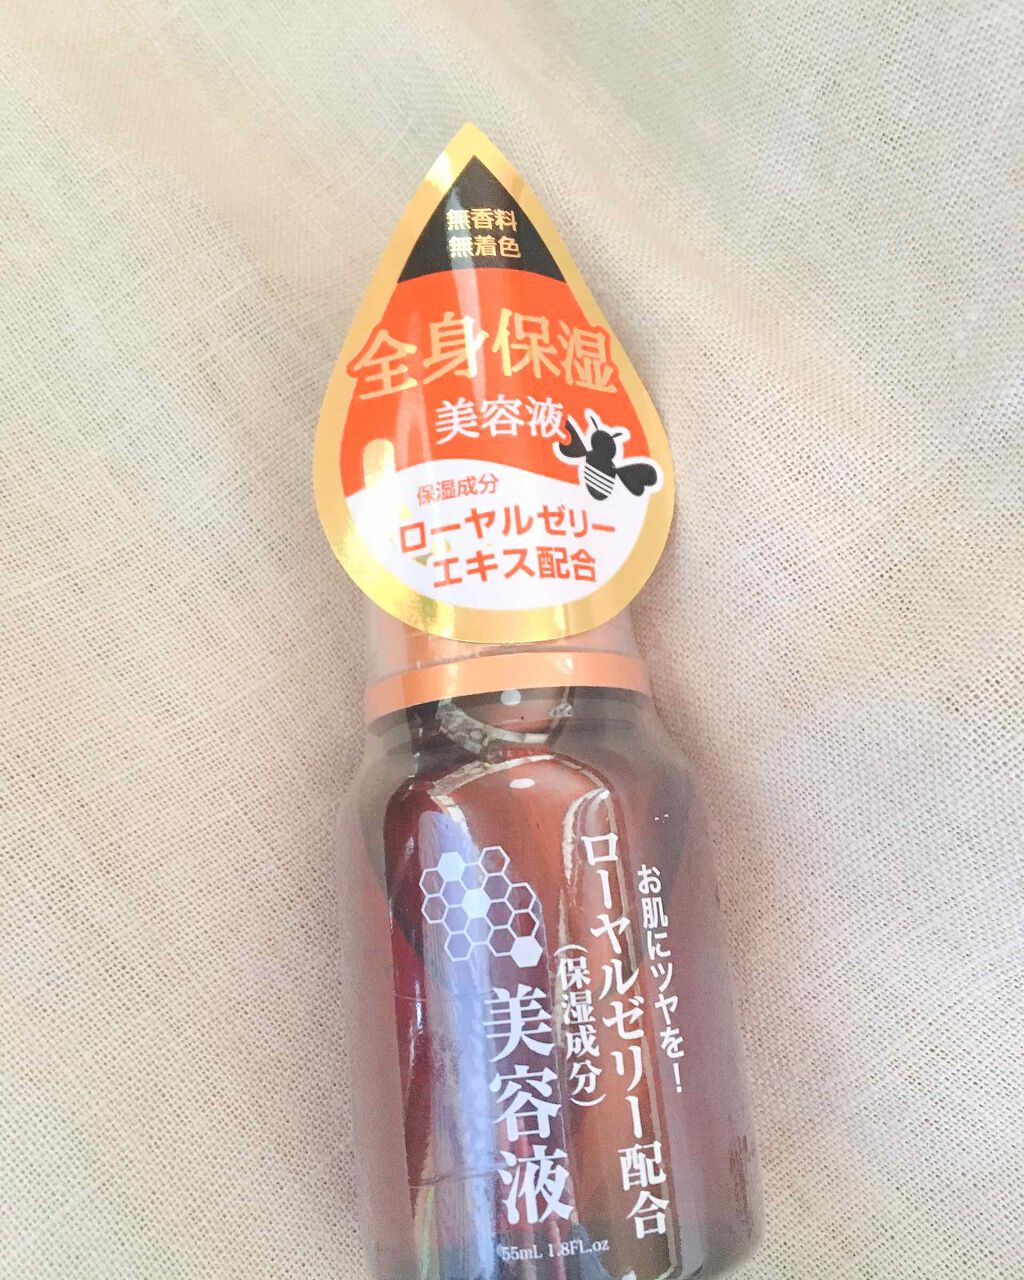 無香料
無着色
全身保湿
美容液
保湿成分
ローヤルゼリー
エキス配合
お肌にツヤを！
ローヤルゼリー配合
（保湿成分）
美容液
55mL 1.8FL.oz